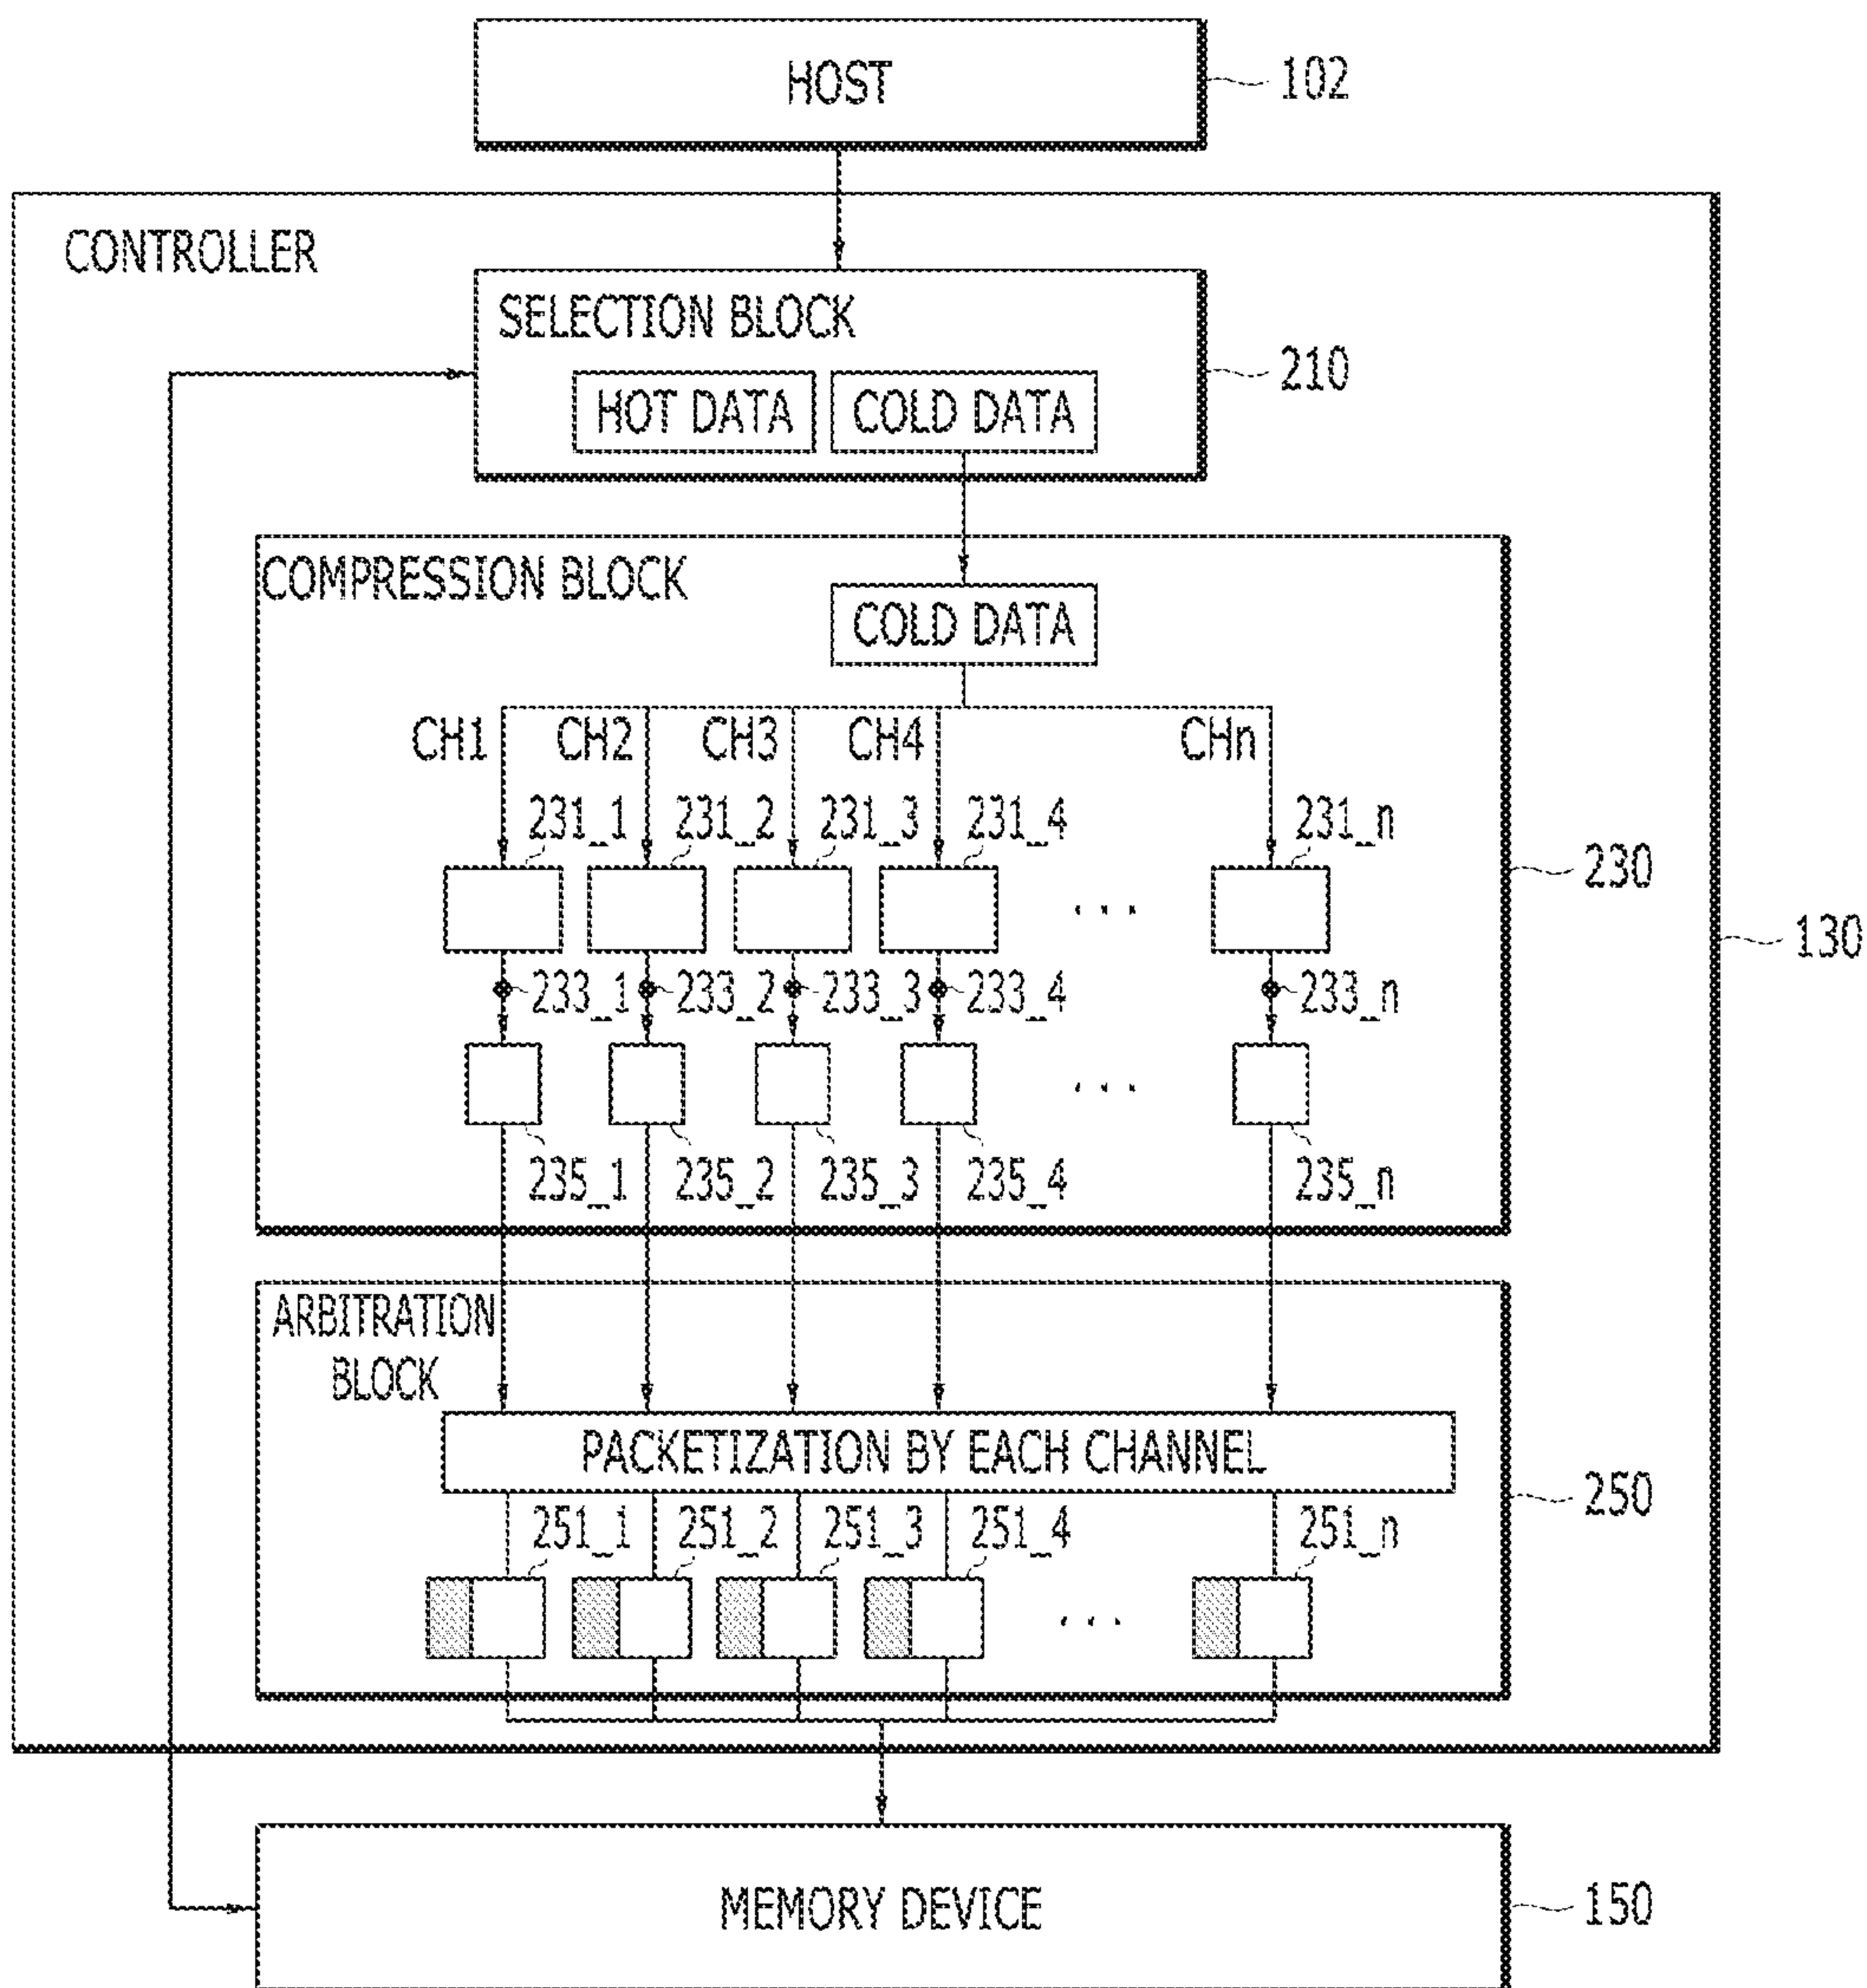 HOST
102
CONTROLLER
SELECTION BLOCK
210
HOT DATA
COLD DATA
COMPRESSION BLOCK
COLD DATA
CH1
CH2
CH3
CH4
CHn
231_1
231_2
231_3
231_4
231_n
230
130
233_1
233_2
233_3
233_4
233_n
...
...
235_1
235_2
235_3
235_4
235_n
ARBITRATION
BLOCK
PACKETIZATION BY EACH CHANNEL
250
251_1
251_2
251_3
251_4
251_n
...
MEMORY DEVICE
150